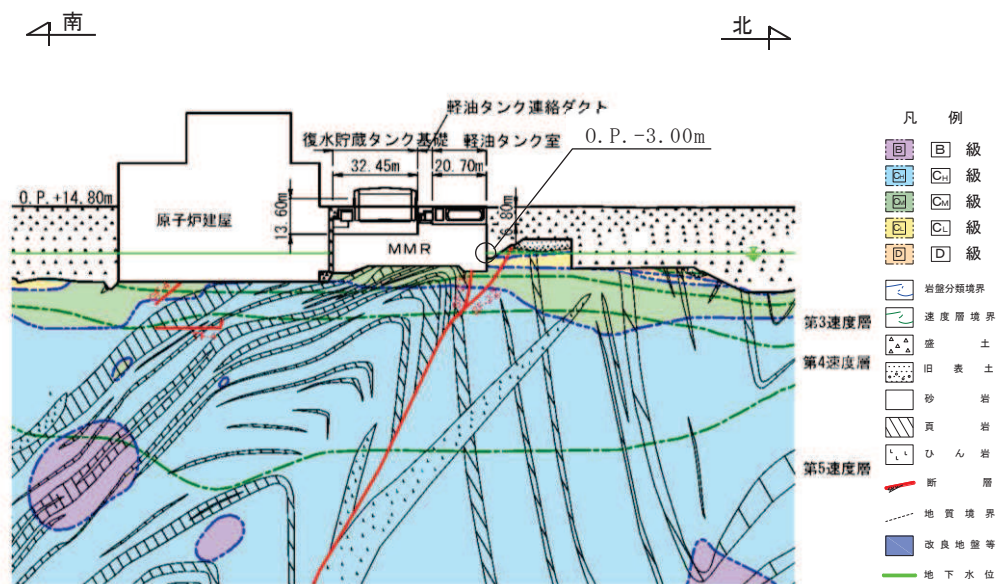 南
北
軽油タンク連絡ダクト
復水貯蔵タンク基礎 軽油タンク室
O.P.-3.00m
32.45m
20.70m
O.P.+14.80m
13.60m
原子炉建屋
MMR
第3速度層
第4速度層
第5速度層
凡 例
B B 級
CH CH 級
CM CM 級
CL CL 級
D D 級
岩盤分類境界
速度層境界
盛 土
旧 表 土
砂 岩
頁 岩
ひ ん 岩
断 層
地 質 境 界
改 良 地 盤 等
地 下 水 位